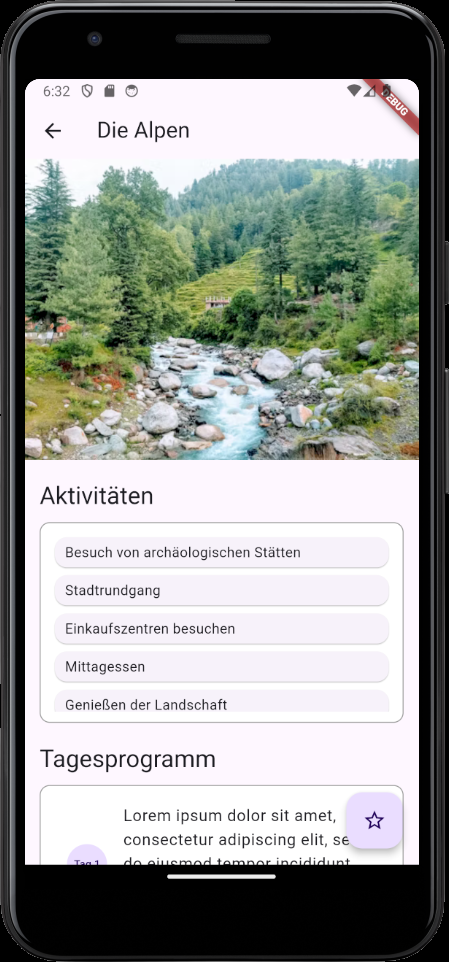 6:32
Die Alpen
Aktivitäten
Besuch von archäologischen Stätten
Stadtrundgang
Einkaufszentren besuchen
Mittagessen
Genießen der Landschaft
Tagesprogramm
Lorem ipsum dolor sit amet,
consectetur adipiscing elit, se
Tag 1
do eiusmod tempor incididunt